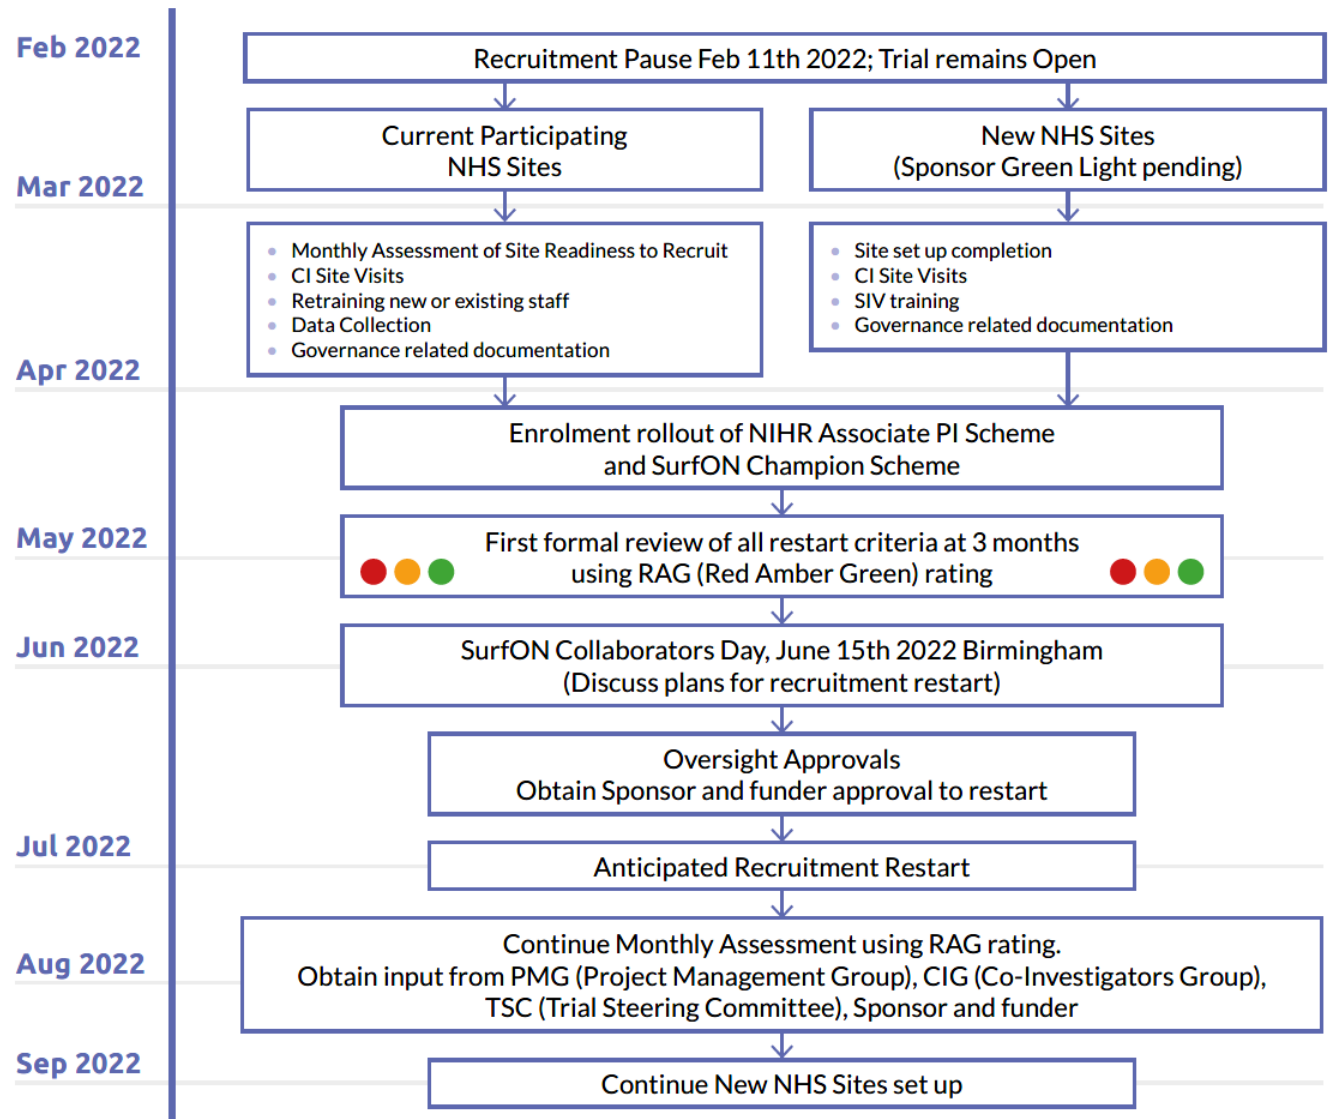 Feb 2022
Recruitment Pause Feb 11th 2022; Trial remains Open
Current Participating
NHS Sites
New NHS Sites
(Sponsor Green Light pending)
Mar 2022
Monthly Assessment of Site Readiness to Recruit
CI Site Visits
Retraining new or existing staff
Data Collection
Governance related documentation
Site set up completion
CI Site Visits
SIV training
Governance related documentation
Apr 2022
Enrolment rollout of NIHR Associate PI Scheme
and SurfON Champion Scheme
May 2022
First formal review of all restart criteria at 3 months
using RAG (Red Amber Green) rating
Jun 2022
SurfON Collaborators Day, June 15th 2022 Birmingham
(Discuss plans for recruitment restart)
Oversight Approvals
Obtain Sponsor and funder approval to restart
Jul 2022
Anticipated Recruitment Restart
Aug 2022
Continue Monthly Assessment using RAG rating.
Obtain input from PMG (Project Management Group), CIG (Co-Investigators Group),
TSC (Trial Steering Committee), Sponsor and funder
Sep 2022
Continue New NHS Sites set up